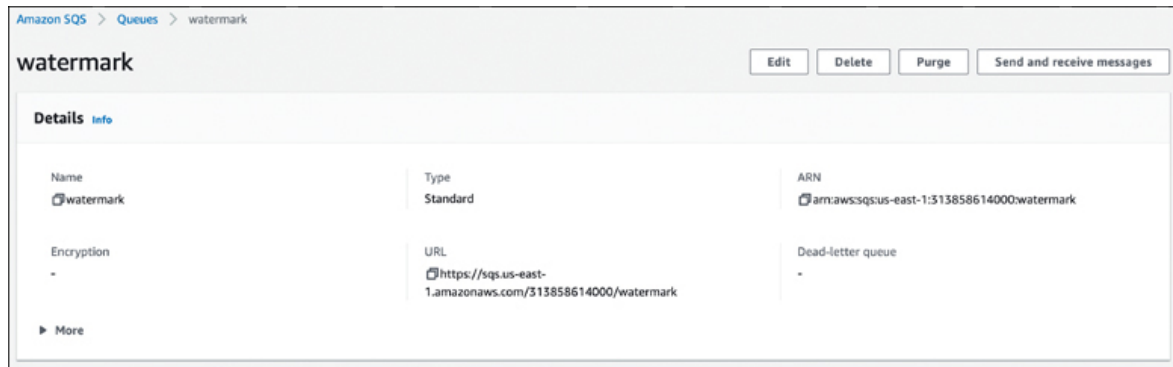 Amazon SQS > Queues > watermark
watermark
Edit Delete Purge Send and receive messages
Details Info
Name
watermark
Type
Standard
ARN
arn:aws:sqs:us-east-1:313858614000:watermark
Encryption
-
URL
https://sqs.us-east-
1.amazonaws.com/313858614000/watermark
Dead-letter queue
-
More